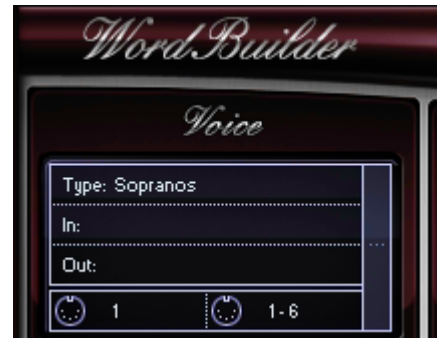 WordBuilder
Voice
Type: Sopranos
In:
Out:
...
1 1-6